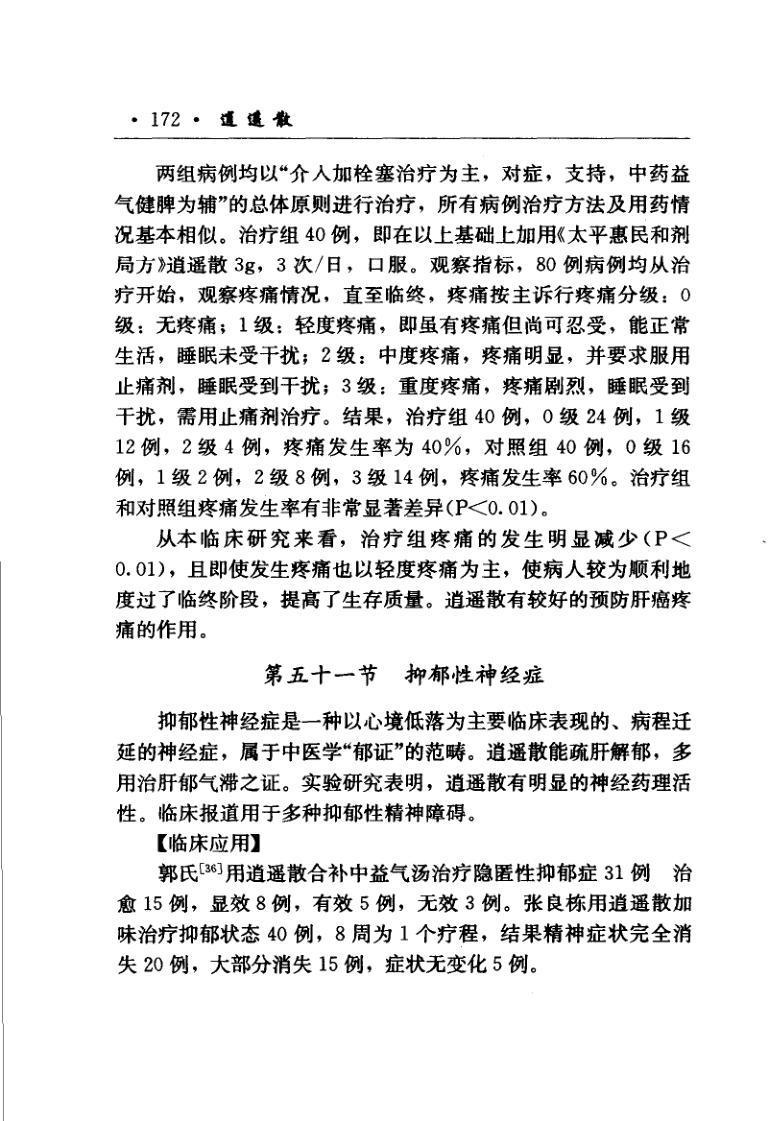 · 172 · 逍遥散
两组病例均以“介入加栓塞治疗为主，对症，支持，中药益
气健脾为辅”的总体原则进行治疗，所有病例治疗方法及用药情
况基本相似。治疗组 40 例，即在以上基础上加用《太平惠民和剂
局方》逍遥散 3g，3 次/日，口服。观察指标，80 例病例均从治
疗开始，观察疼痛情况，直至临终，疼痛按主诉行疼痛分级：0
级：无疼痛；1 级：轻度疼痛，即虽有疼痛但尚可忍受，能正常
生活，睡眠未受干扰；2 级：中度疼痛，疼痛明显，并要求服用
止痛剂，睡眠受到干扰；3 级：重度疼痛，疼痛剧烈，睡眠受到
干扰，需用止痛剂治疗。结果，治疗组 40 例，0 级 24 例，1 级
12 例，2 级 4 例，疼痛发生率为 40%，对照组 40 例，0 级 16
例，1 级 2 例，2 级 8 例，3 级 14 例，疼痛发生率 60%。治疗组
和对照组疼痛发生率有非常显著差异(P<0.01)。
从本临床研究来看，治疗组疼痛的发生明显减少(P<
0.01)，且即使发生疼痛也以轻度疼痛为主，使病人较为顺利地
度过了临终阶段，提高了生存质量。逍遥散有较好的预防肝癌疼
痛的作用。
第五十一节　抑郁性神经症
抑郁性神经症是一种以心境低落为主要临床表现的、病程迁
延的神经症，属于中医学“郁证”的范畴。逍遥散能疏肝解郁，多
用治肝郁气滞之证。实验研究表明，逍遥散有明显的神经药理活
性。临床报道用于多种抑郁性精神障碍。
【临床应用】
郭氏[36]用逍遥散合补中益气汤治疗隐匿性抑郁症 31 例　治
愈 15 例，显效 8 例，有效 5 例，无效 3 例。张良栋用逍遥散加
味治疗抑郁状态 40 例，8 周为 1 个疗程，结果精神症状完全消
失 20 例，大部分消失 15 例，症状无变化 5 例。